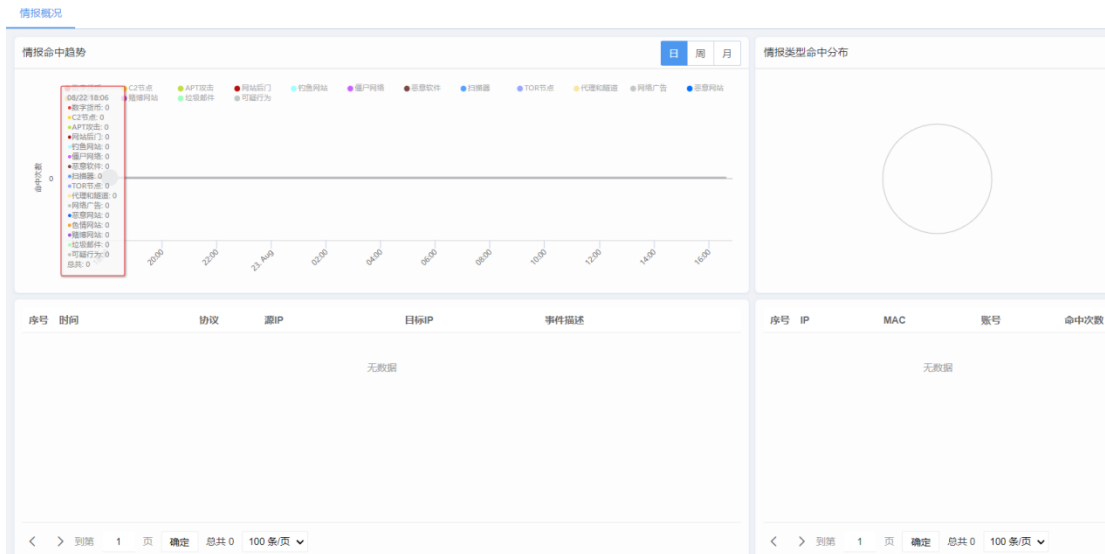 情报概况
情报命中趋势
日 周 月
C2节点 APT攻击 网站后门 钓鱼网站 僵尸网络 恶意软件 扫描器 TOR节点 代理和隧道 网络广告 恶意网站
赌博网站 垃圾邮件 可疑行为
08/22 18:06
数字货币: 0
C2节点: 0
APT攻击: 0
网站后门: 0
钓鱼网站: 0
僵尸网络: 0
恶意软件: 0
扫描器: 0
TOR节点: 0
代理和隧道: 0
网络广告: 0
恶意网站: 0
色情网站: 0
赌博网站: 0
垃圾邮件: 0
可疑行为: 0
总共: 0
命中次数
0
20:00 22:00 23. Aug 02:00 04:00 06:00 08:00 10:00 12:00 14:00 16:00
情报类型命中分布
序号 时间 协议 源IP 目标IP 事件描述
无数据
到第 1 页 确定 总共 0 100 条/页
序号 IP MAC 账号 命中次数
无数据
到第 1 页 确定 总共 0 100 条/页